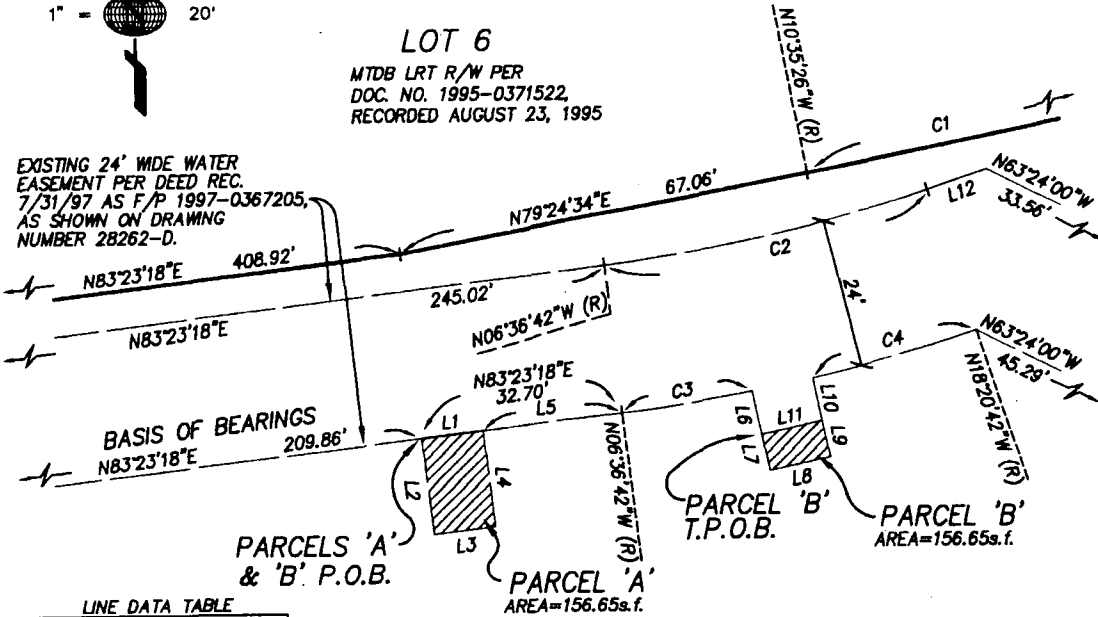 1" = 20'
LOT 6
MTDB LRT R/W PER
DOC. NO. 1995-0371522,
RECORDED AUGUST 23, 1995
N10°35'26"W (R)
C1
EXISTING 24' WIDE WATER
EASEMENT PER DEED REC.
7/31/97 AS F/P 1997-0367205,
AS SHOWN ON DRAWING
NUMBER 28262-D.
N79°24'34"E
67.06'
N63°24'00"W
33.56'
L12
N83°23'18"E
408.92'
C2
245.02'
N83°23'18"E
24'
N06°36'42"W (R)
C4
N63°24'00"W
45.29'
N18°20'42"W (R)
N83°23'18"E
32.70'
L1
L5
C3
L6
L11
L10
L9
L7
L8
BASIS OF BEARINGS
N83°23'18"E
209.86'
L2
L4
L3
N06°36'42"W (R)
PARCELS 'A'
& 'B' P.O.B.
PARCEL 'A'
AREA=156.65s.f.
PARCEL 'B'
T.P.O.B.
PARCEL 'B'
AREA=156.65s.f.
LINE DATA TABLE